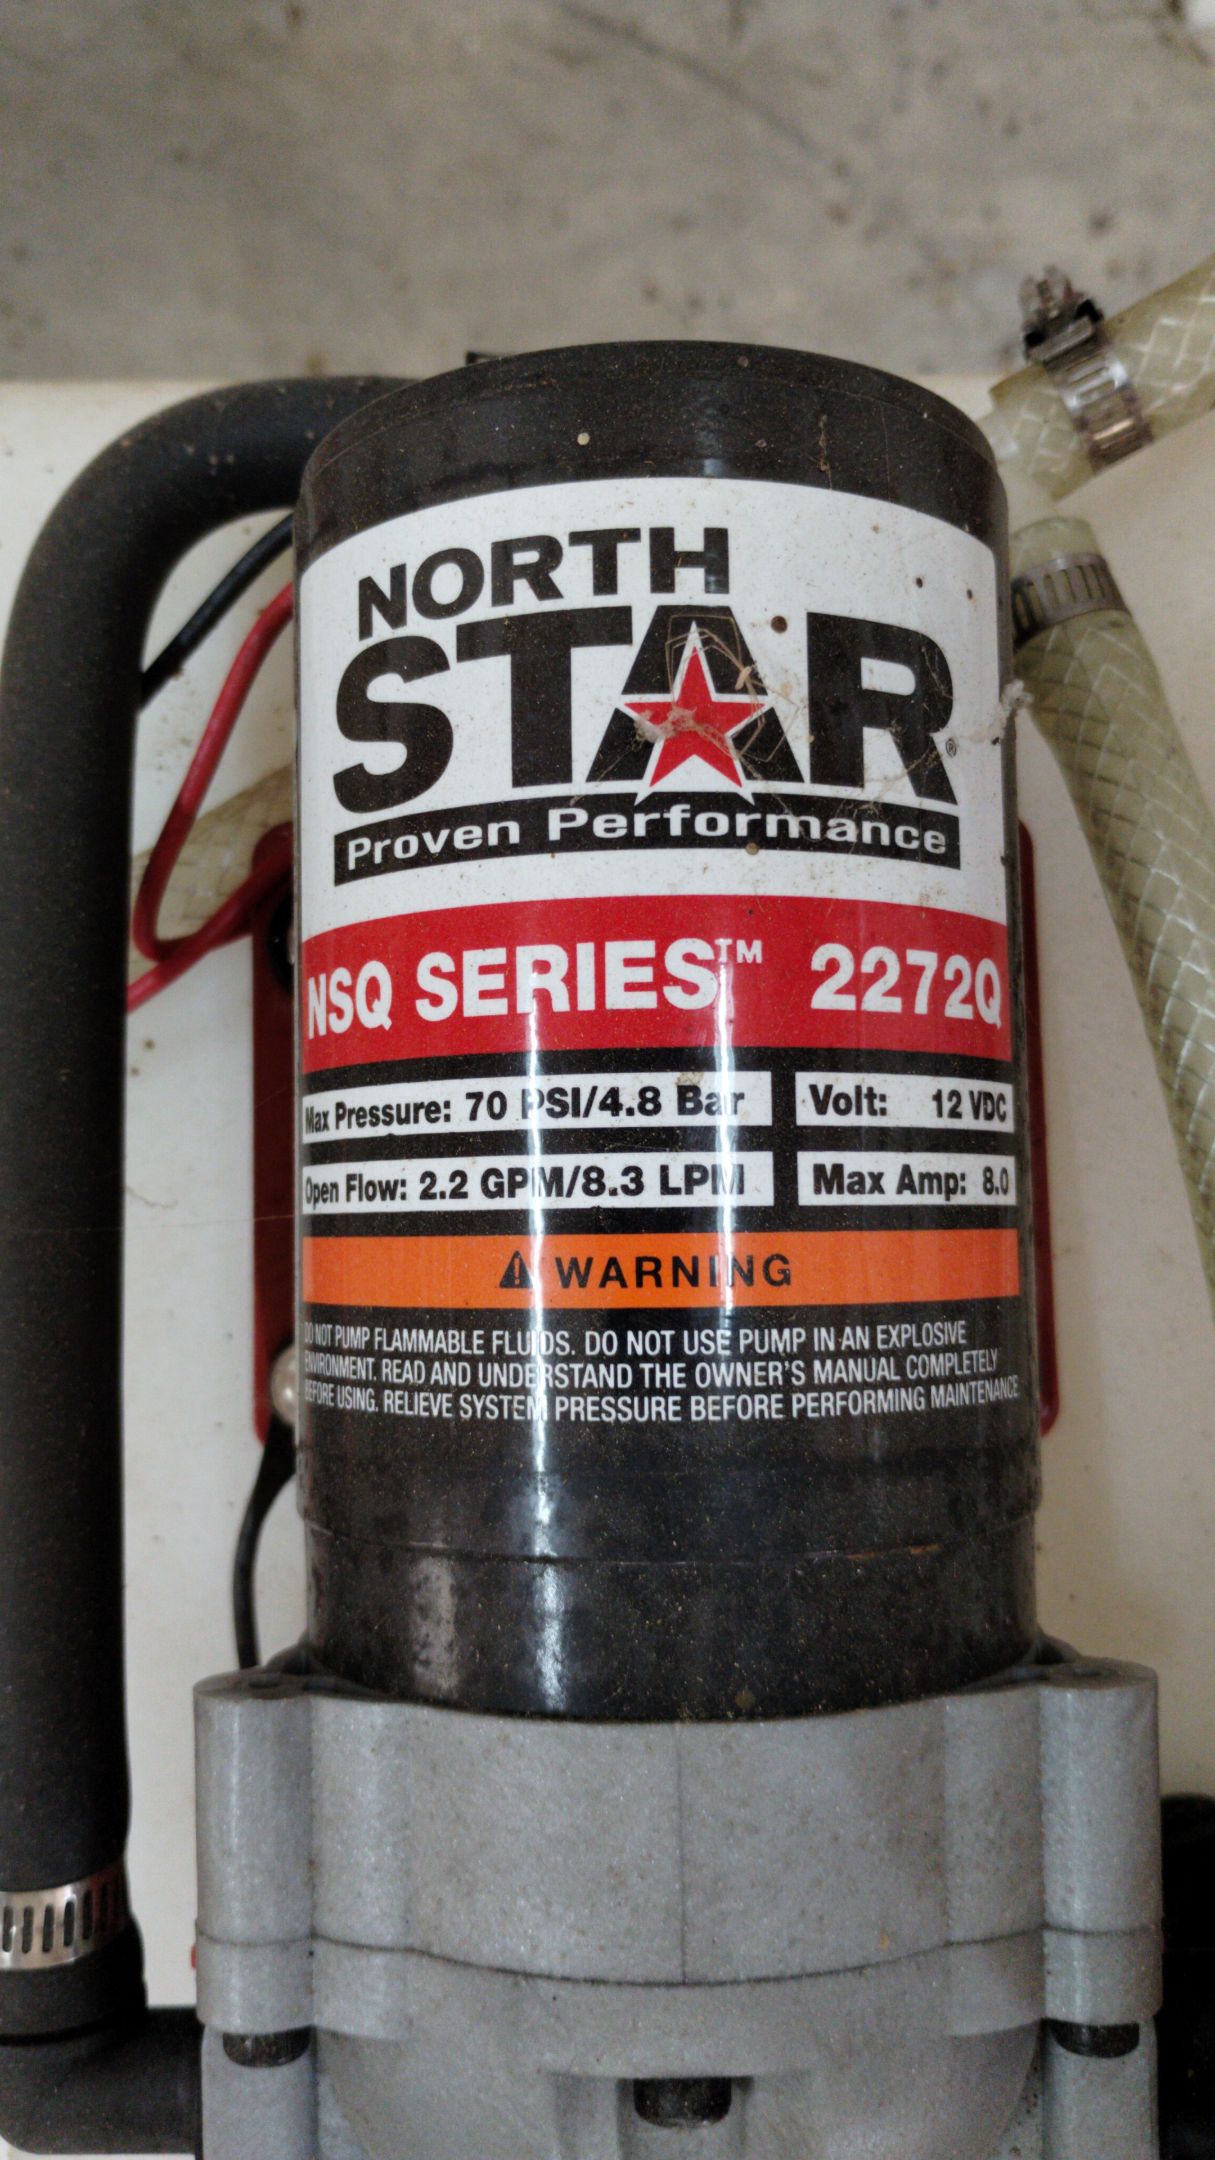 NORTH
STAR®
Proven Performance
NSQ SERIES™ 2272Q
Max Pressure: 70 PSI/4.8 Bar Volt: 12 VDC
Open Flow: 2.2 GPM/8.3 LPM Max Amp: 8.0
WARNING
DO NOT PUMP FLAMMABLE FLUIDS. DO NOT USE PUMP IN AN EXPLOSIVE
ENVIRONMENT. READ AND UNDERSTAND THE OWNER'S MANUAL COMPLETELY
BEFORE USING. RELIEVE SYSTEM PRESSURE BEFORE PERFORMING MAINTENANCE.